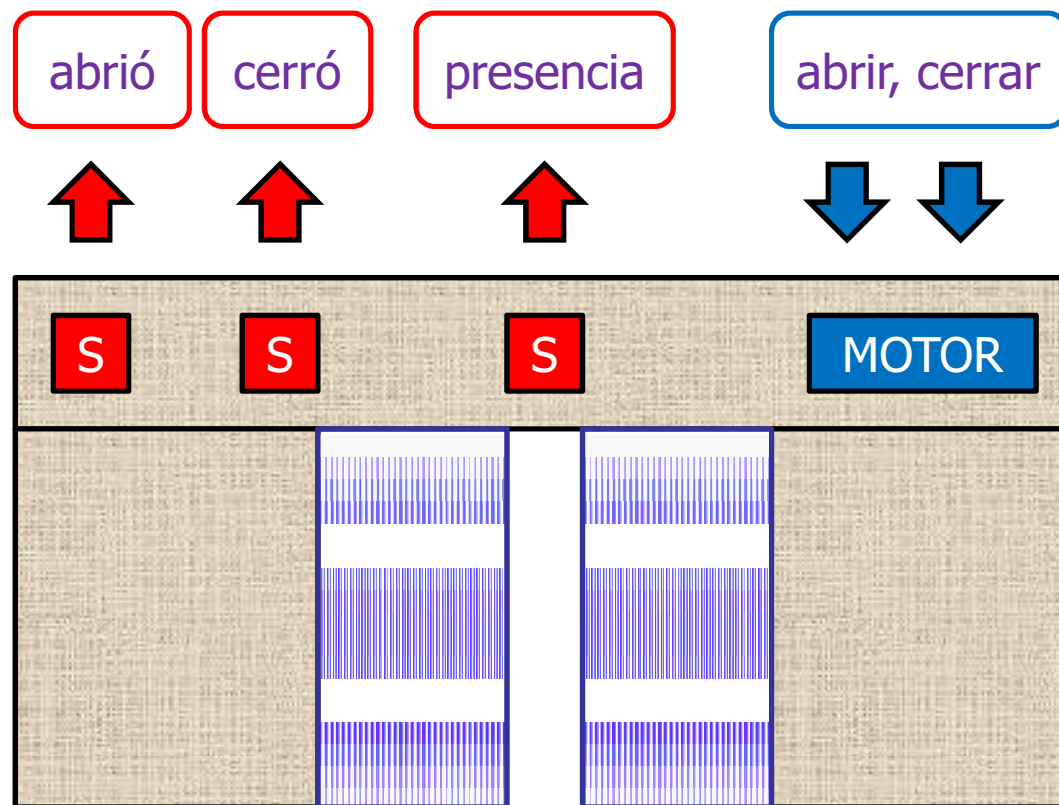 abrió
cerró
presencia
abrir, cerrar
S
S
S
MOTOR